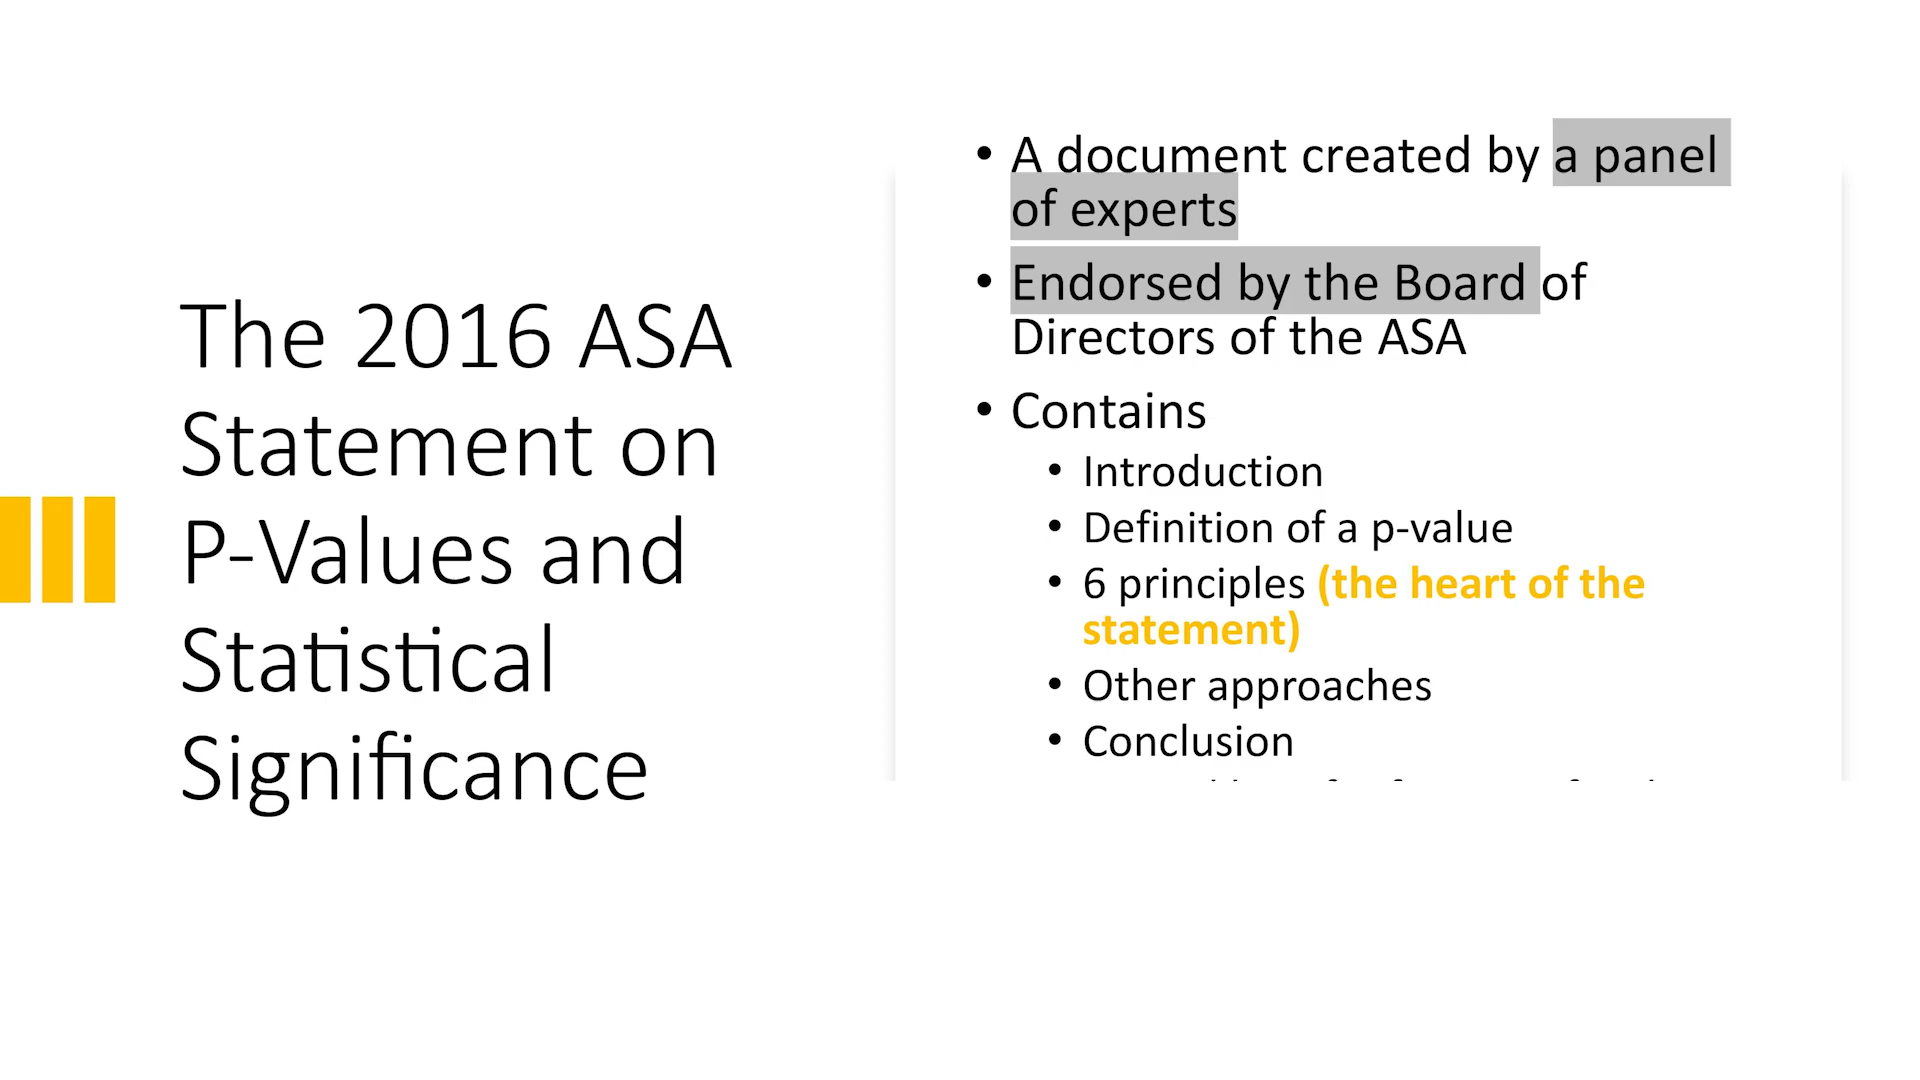 The 2016 ASA
Statement on
P-Values and
Statistical
Significance
• A document created by a panel
of experts
• Endorsed by the Board of
Directors of the ASA
• Contains
• Introduction
• Definition of a p-value
• 6 principles (the heart of the
statement)
• Other approaches
• Conclusion